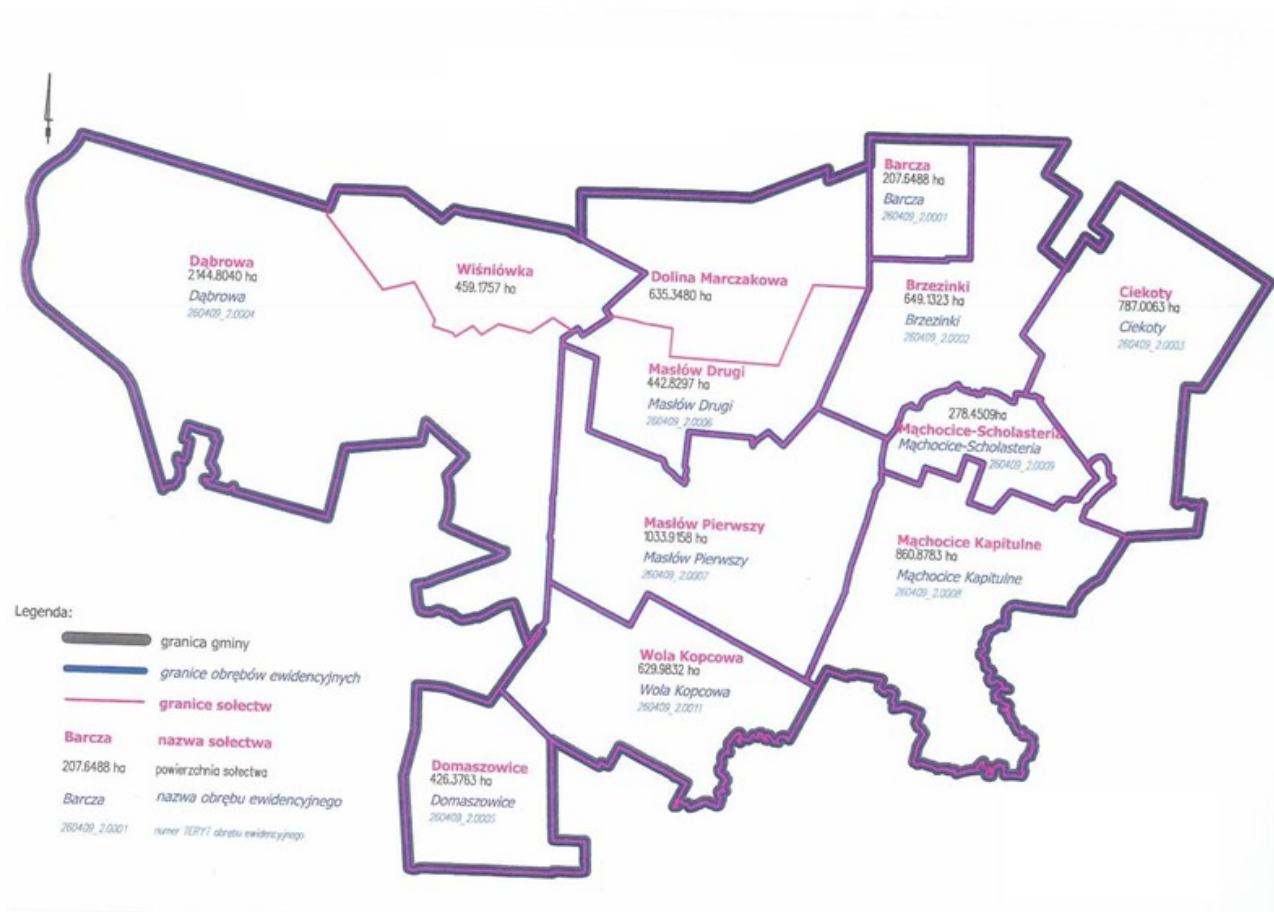 Barcza
207.6488 ha
Barcza
260409_2.0001
Dąbrowa
2144.8040 ha
Dąbrowa
260409_2.0004
Wiśniówka
459.1757 ha
Dolina Marczakowa
635.3480 ha
Brzezinki
649.1323 ha
Brzezinki
260409_2.0002
Ciekoty
787.0063 ha
Ciekoty
260409_2.0003
Masłów Drugi
442.8297 ha
Masłów Drugi
260409_2.0006
278.4509ha
Mąchocice-Scholasteria
Mąchocice-Scholasteria
260409_2.0009
Masłów Pierwszy
1033.9158 ha
Masłów Pierwszy
260409_2.0007
Mąchocice Kapitulne
860.8783 ha
Mąchocice Kapitulne
260409_2.0008
Wola Kopcowa
629.9832 ha
Wola Kopcowa
260409_2.0011
Domaszowice
426.3763 ha
Domaszowice
260409_2.0005
Legenda:
granica gminy
granice obrębów ewidencyjnych
granice sołectw
Barcza nazwa sołectwa
207.6488 ha powierzchnia sołectwa
Barcza nazwa obrębu ewidencyjnego
260409_2.0001 numer TERYT obrębu ewidencyjnego